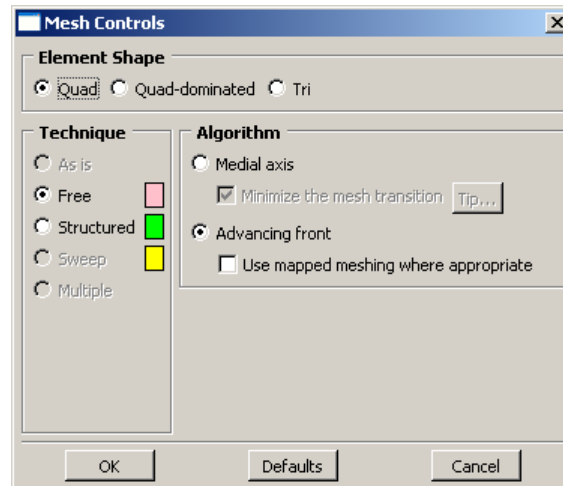 Mesh Controls
Element Shape
Quad Quad-dominated Tri
Technique
As is
Free
Structured
Sweep
Multiple
Algorithm
Medial axis
Minimize the mesh transition Tip...
Advancing front
Use mapped meshing where appropriate
OK Defaults Cancel